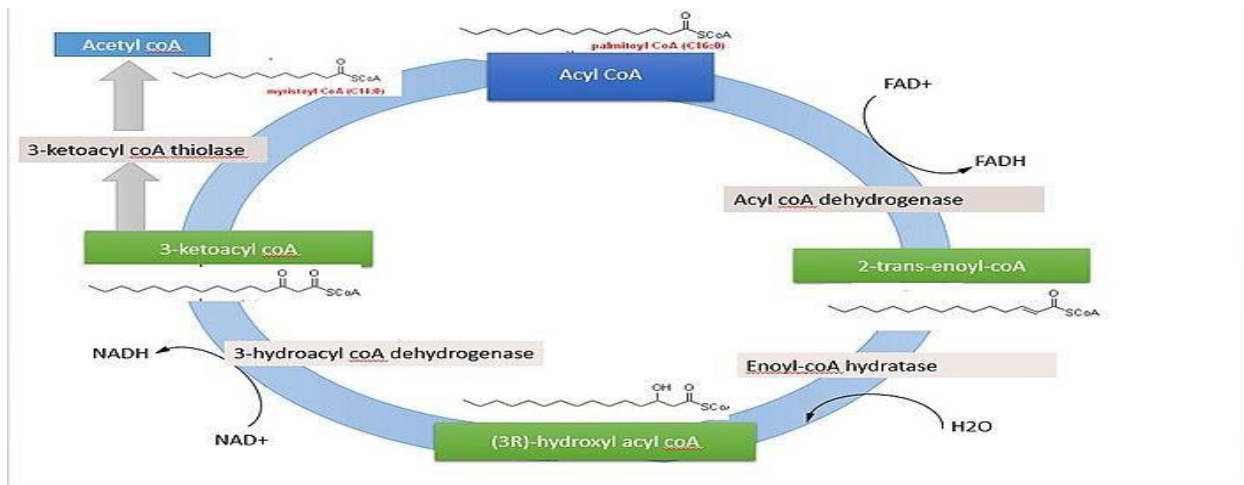 O
SCoA
palmitoyl CoA (C16:0)
Acetyl coA
Acyl CoA
O
SCoA
myristoyl CoA (C14:0)
FAD+
3-ketoacyl coA thiolase
FADH
Acyl coA dehydrogenase
3-ketoacyl coA
2-trans-enoyl-coA
O O
SCoA
O
SCoA
NADH
3-hydroacyl coA dehydrogenase
Enoyl-coA hydratase
OH O
SCo
NAD+
(3R)-hydroxyl acyl coA
H2O